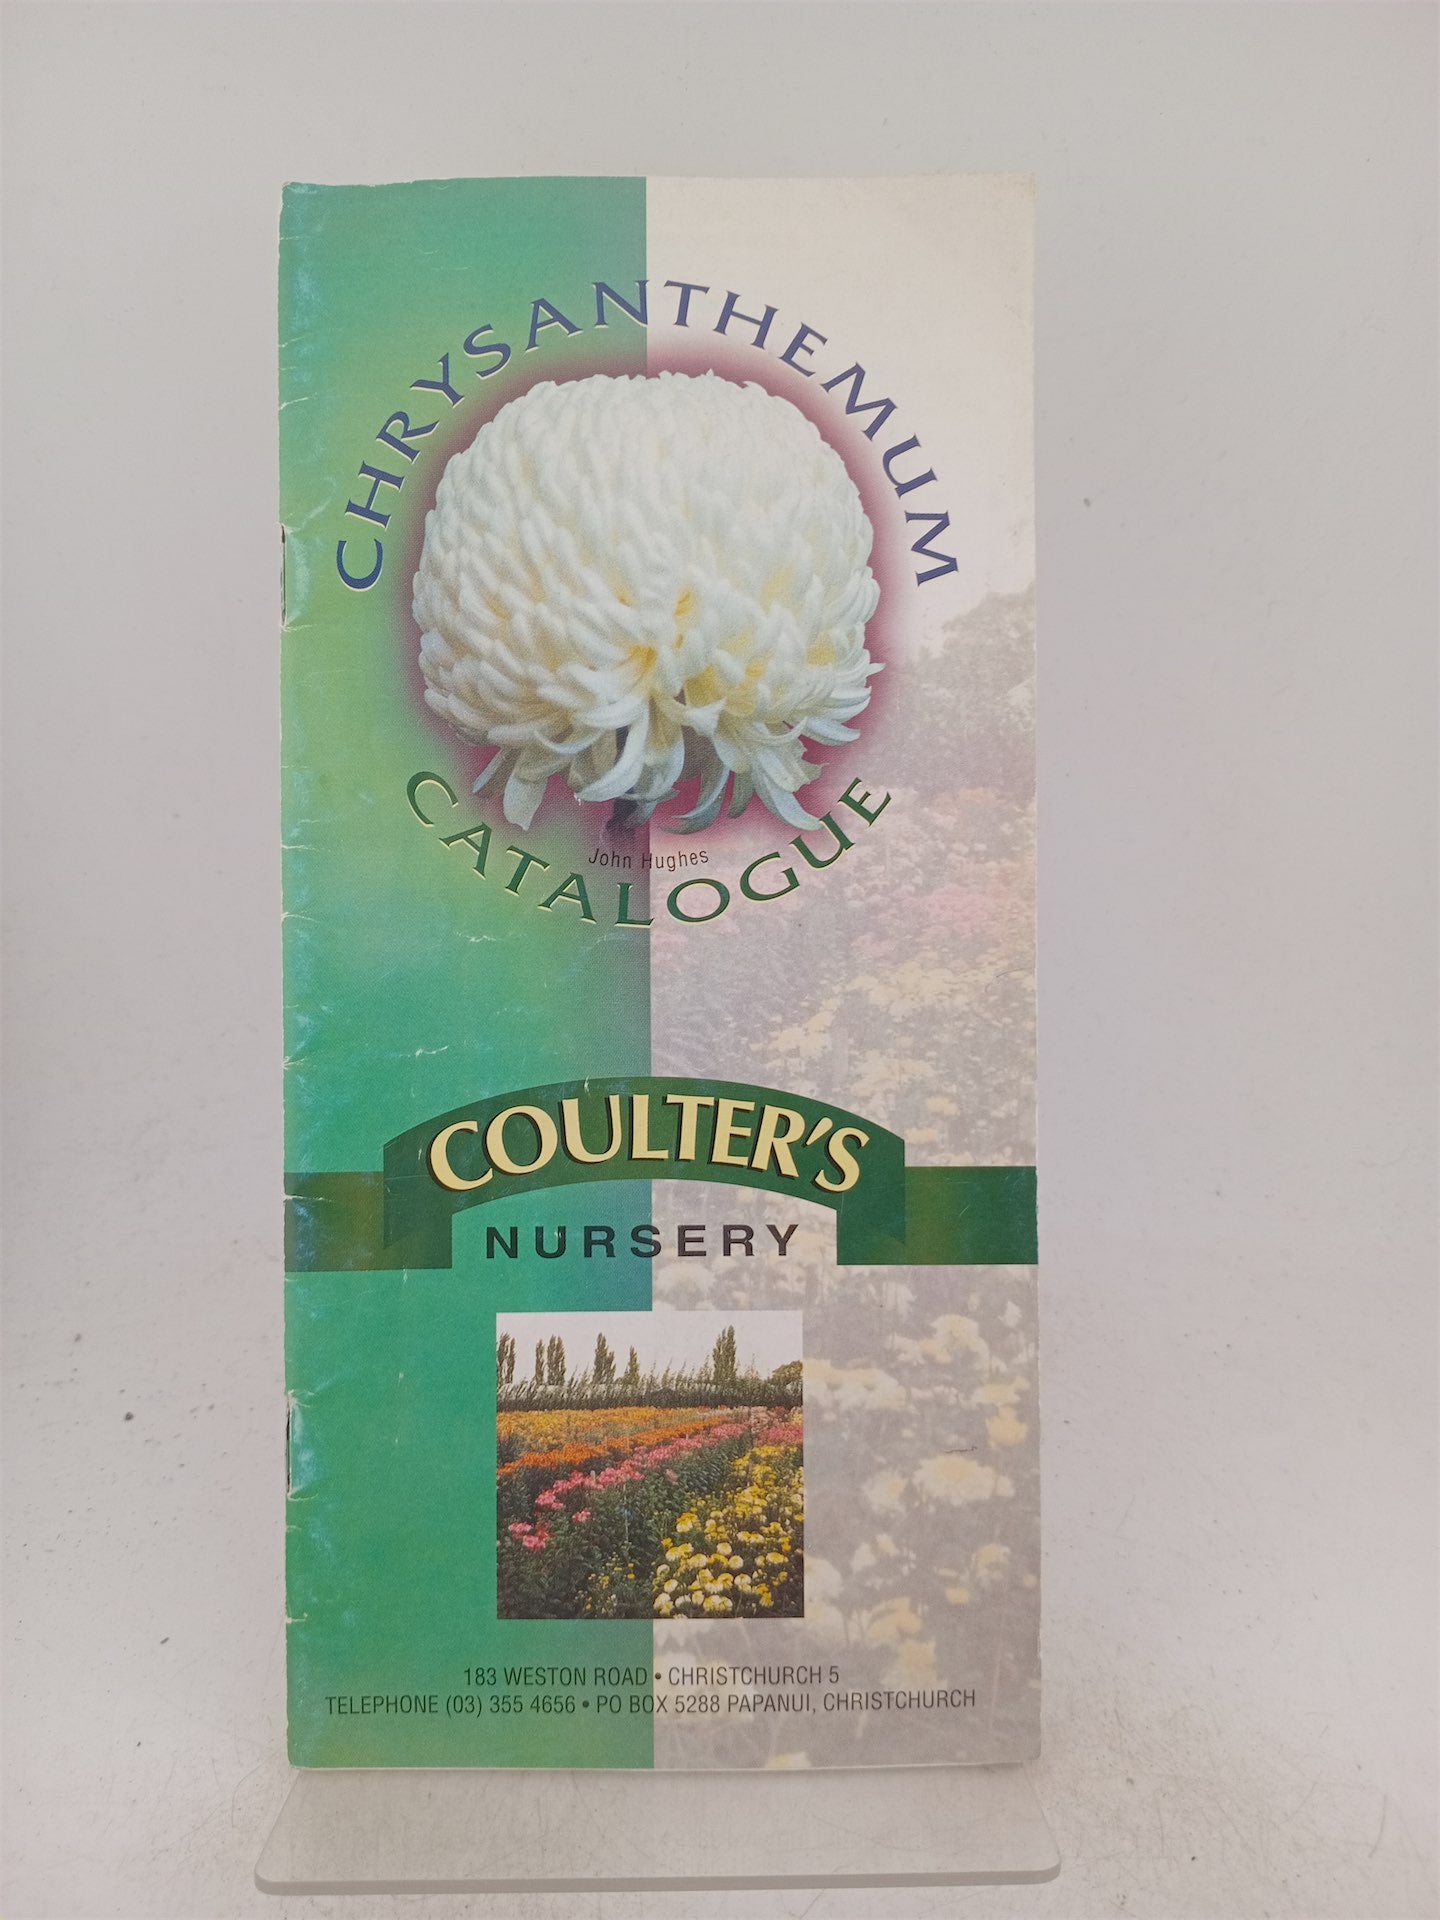 CHRYSANTHEMUM
John Hughes
CATALOGUE
COULTER'S
NURSERY
183 WESTON ROAD • CHRISTCHURCH 5
TELEPHONE (03) 355 4656 • PO BOX 5288 PAPANUI, CHRISTCHURCH